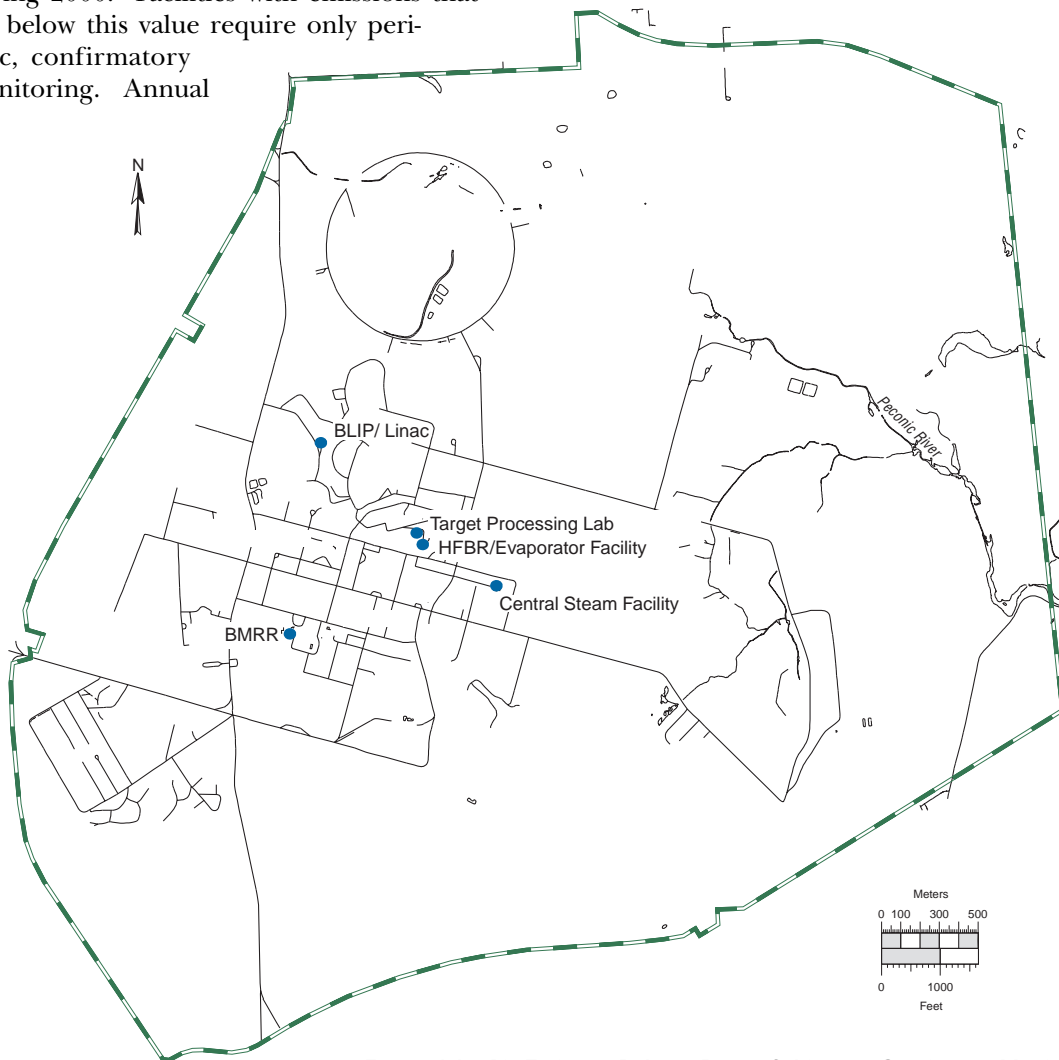 below this value require only peri-
confirmatory
Annual
N
BLIP/ Linac
Peconic River
Target Processing Lab
HFBR/Evaporator Facility
Central Steam Facility
BMRR
Meters
0 100 300 500
0 1000
Feet